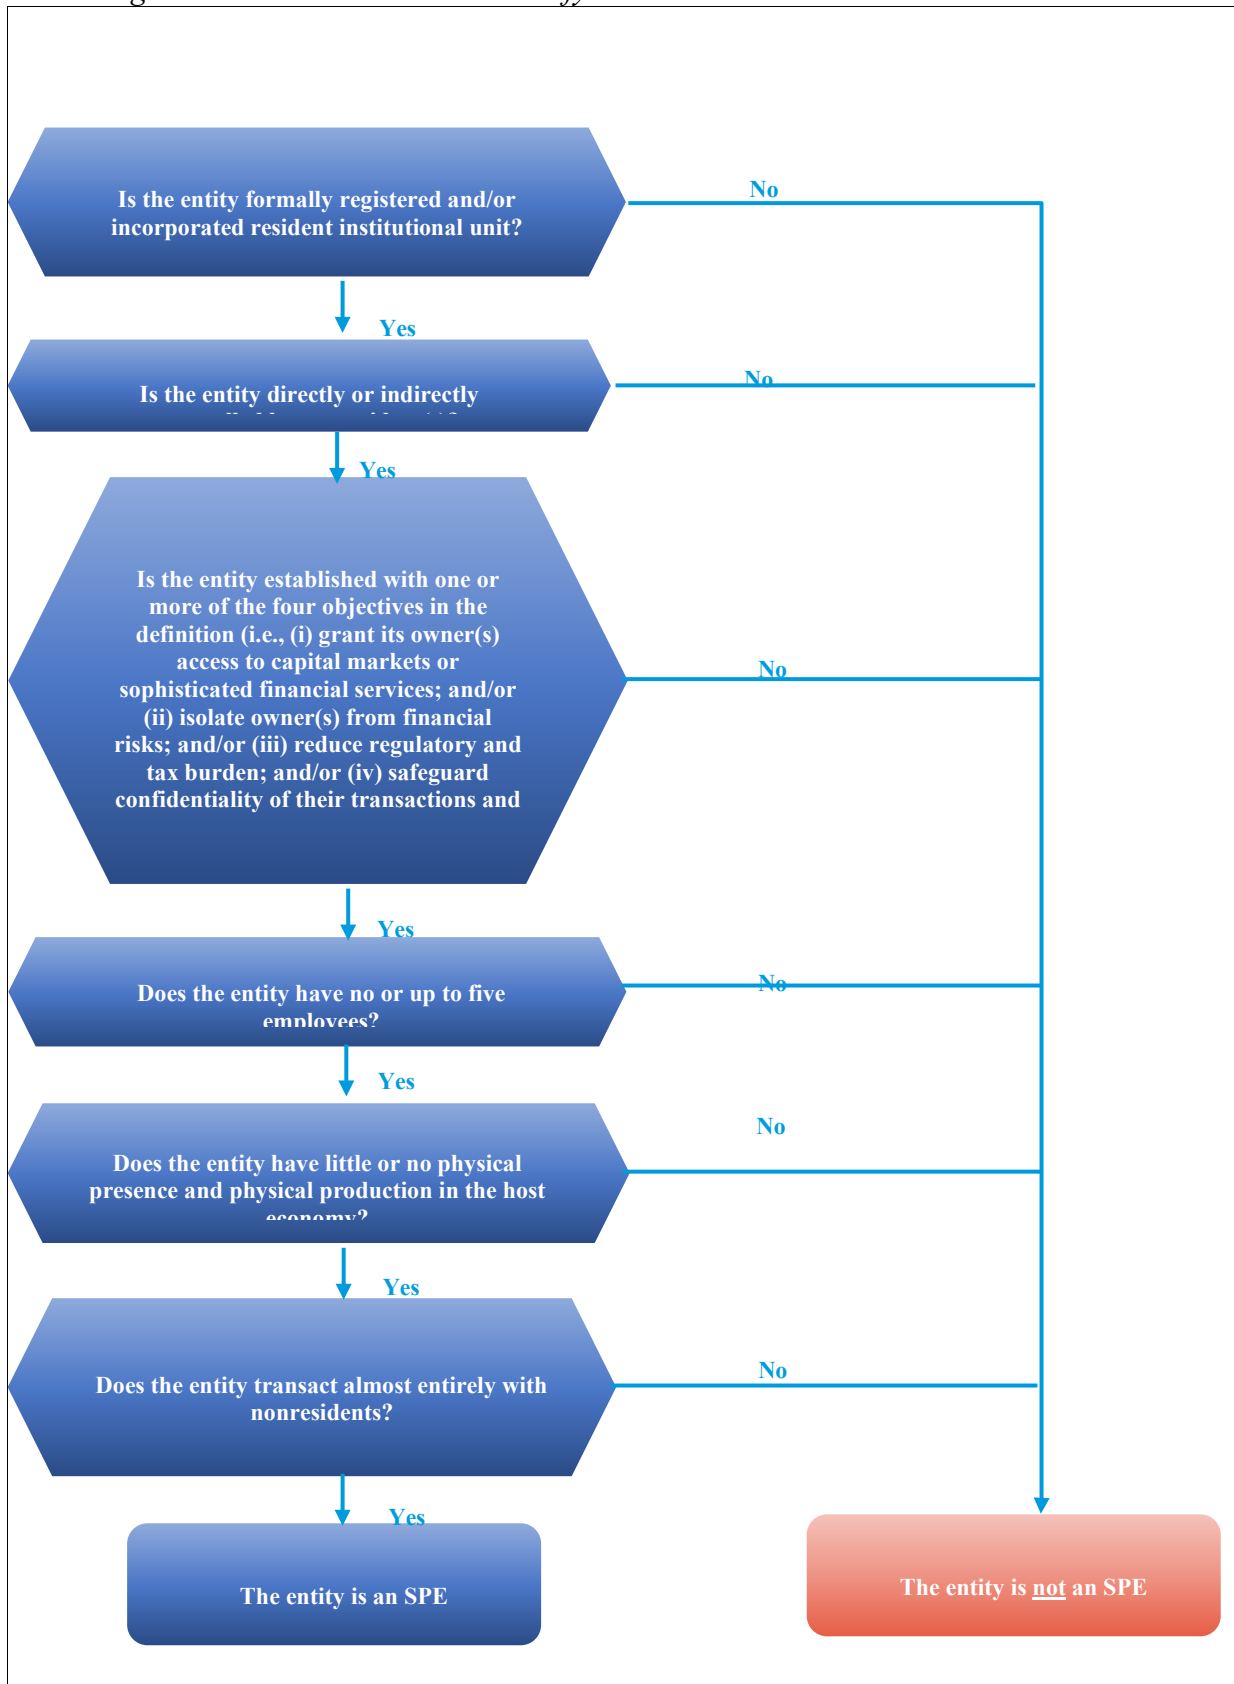 Is the entity formally registered and/or
incorporated resident institutional unit?
No
Yes
Is the entity directly or indirectly
No
Yes
Is the entity established with one or
more of the four objectives in the
definition (i.e., (i) grant its owner(s)
access to capital markets or
sophisticated financial services; and/or
(ii) isolate owner(s) from financial
risks; and/or (iii) reduce regulatory and
tax burden; and/or (iv) safeguard
confidentiality of their transactions and
No
Yes
Does the entity have no or up to five
employees?
No
Yes
Does the entity have little or no physical
presence and physical production in the host
economy?
No
Yes
Does the entity transact almost entirely with
nonresidents?
No
Yes
The entity is an SPE
The entity is not an SPE